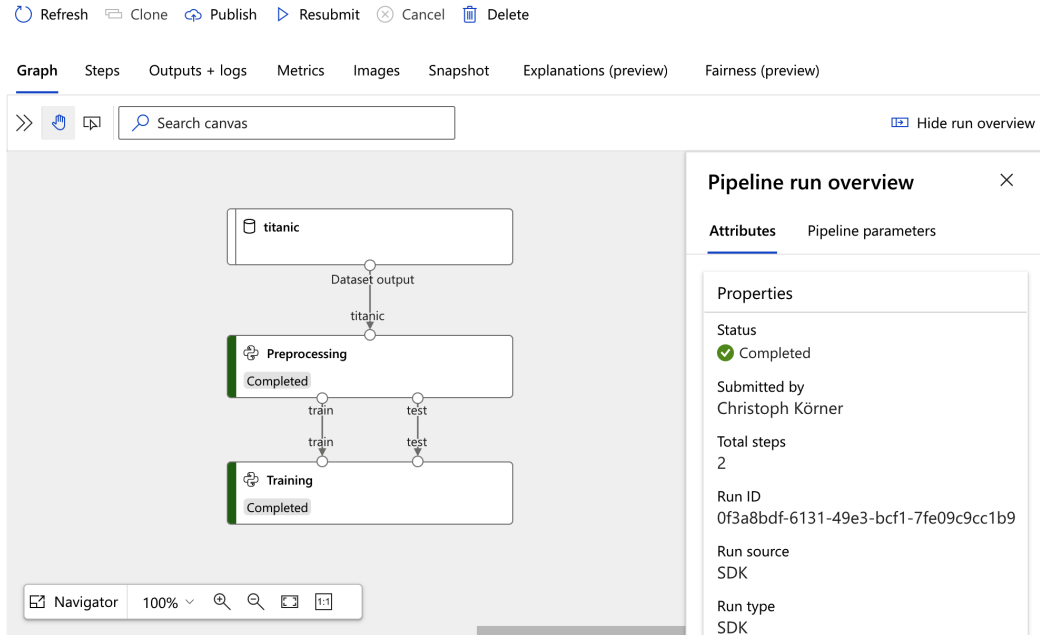 Refresh Clone Publish Resubmit Cancel Delete
Graph Steps Outputs + logs Metrics Images Snapshot Explanations (preview) Fairness (preview)
Search canvas Hide run overview
titanic
Dataset output
titanic
Preprocessing
Completed
train test
train test
Training
Completed
Navigator 100% 1:1
Pipeline run overview
Attributes Pipeline parameters
Properties
Status
Completed
Submitted by
Christoph Körner
Total steps
2
Run ID
0f3a8bdf-6131-49e3-bcf1-7fe09c9cc1b9
Run source
SDK
Run type
SDK